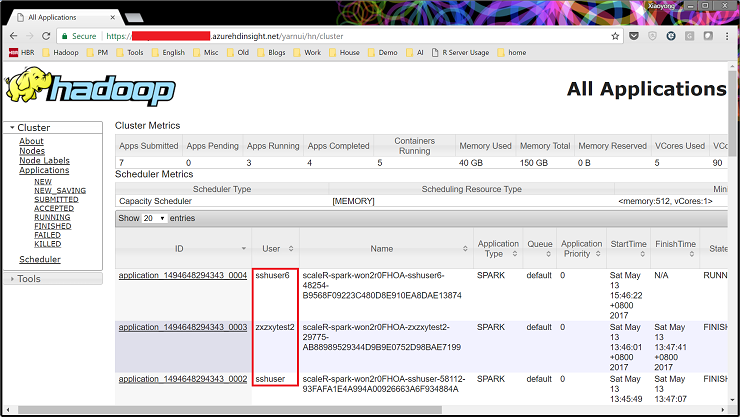 Xiaoyong
All Applications
Secure https:// .azurehdinsight.net/yarnui/hn/cluster
HBR Hadoop PM Tools English Misc Old Blogs Work House Demo AI R Server Usage home
hadoop
All Applications
Cluster
About
Nodes
Node Labels
Applications
NEW
NEW_SAVING
SUBMITTED
ACCEPTED
RUNNING
FINISHED
FAILED
KILLED
Scheduler
Tools
Cluster Metrics
Apps Submitted Apps Pending Apps Running Apps Completed Containers Running Memory Used Memory Total Memory Reserved VCores Used VCo
7 0 3 4 5 40 GB 150 GB 0 B 5 90
Scheduler Metrics
Scheduler Type Scheduling Resource Type Mini
Capacity Scheduler [MEMORY] <memory:512, vCores:1>
Show 20 entries
ID User Name Application Type Queue Application Priority StartTime FinishTime State
application_1494648294343_0004 sshuser6 scaleR-spark-won2r0FHOA-sshuser6- SPARK default 0 Sat May N/A RUNN
48254- 13
B9568F09223C480D8E910EA8DAE13874 15:46:22
+0800
2017
application_1494648294343_0003 zxzxytest2 scaleR-spark-won2r0FHOA-zxzxytest2- SPARK default 0 Sat May Sat May FINISH
29775- 13 13
AB88989529344D9B9E0752D98BAE7199 13:46:01 13:47:41
+0800 +0800
2017 2017
application_1494648294343_0002 sshuser scaleR-spark-won2r0FHOA-sshuser-58112- SPARK default 0 Sat May Sat May FINISH
93FAFA1E4A994A00926663A6F934884A 13 13
13:45:49 13:47:07